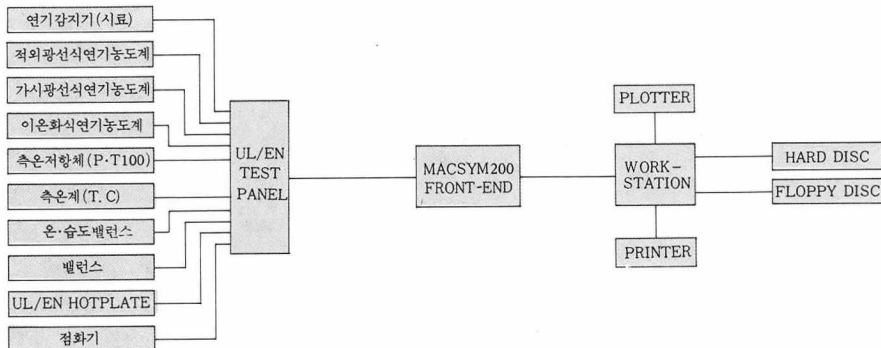 연기감지기(시료)
적외광선식연기농도계
가시광선식연기농도계
이온화식연기농도계
측온저항체(P·T100)
측온계(T.C)
온·습도밸런스
밸런스
UL/EN HOTPLATE
점화기
UL/EN
TEST
PANEL
MACSYM200
FRONT-END
PLOTTER
WORK-
STATION
PRINTER
HARD DISC
FLOPPY DISC